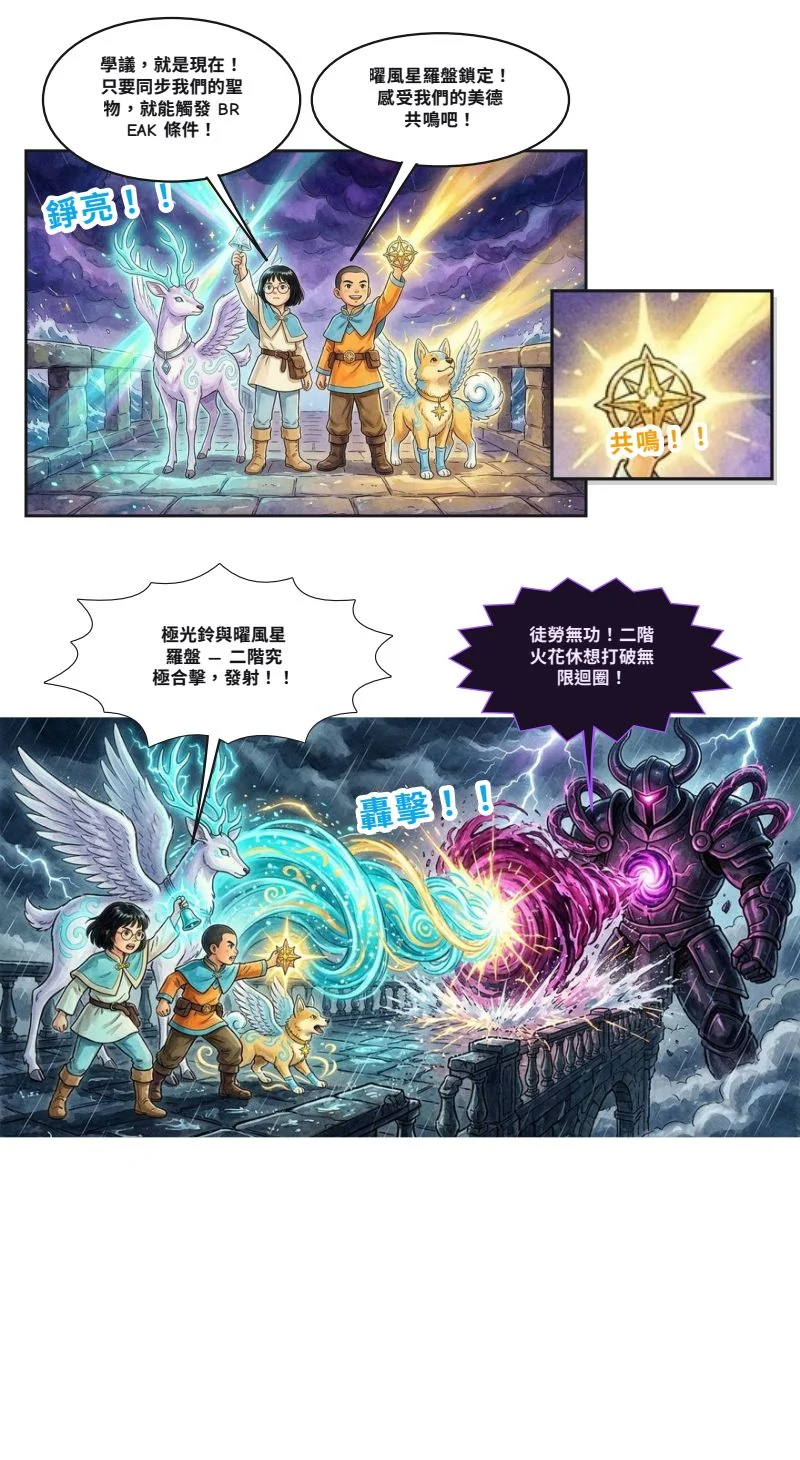 學議，就是現在！
只要同步我們的聖
物，就能觸發 BR
EAK 條件！
曜風星羅盤鎖定！
感受我們的美德
共鳴吧！
錚亮！！
共鳴！！
極光鈴與曜風星
羅盤 — 二階究
極合擊，發射！！
徒勞無功！二階
火花休想打破無
限迴圈！
轟擊！！